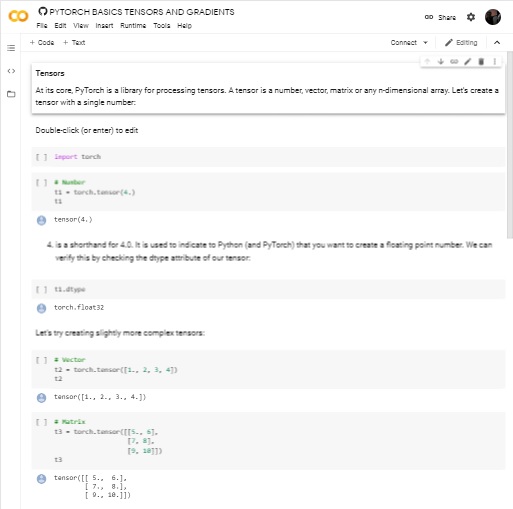 PYTORCH BASICS TENSORS AND GRADIENTS
File Edit View Insert Runtime Tools Help
Share
+ Code + Text
Connect
Editing
Tensors
At its core, PyTorch is a library for processing tensors. A tensor is a number, vector, matrix or any n-dimensional array. Let's create a
tensor with a single number:
Double-click (or enter) to edit
[ ] import torch
[ ] # Number
t1 = torch.tensor(4.)
t1
tensor(4.)
4. is a shorthand for 4.0. It is used to indicate to Python (and PyTorch) that you want to create a floating point number. We can
verify this by checking the dtype attribute of our tensor:
[ ] t1.dtype
torch.float32
Let's try creating slightly more complex tensors:
[ ] # Vector
t2 = torch.tensor([1., 2, 3, 4])
t2
tensor([1., 2., 3., 4.])
[ ] # Matrix
t3 = torch.tensor([[5., 6],
[7, 8],
[9, 10]])
t3
tensor([[ 5., 6.],
[ 7., 8.],
[ 9., 10.]])